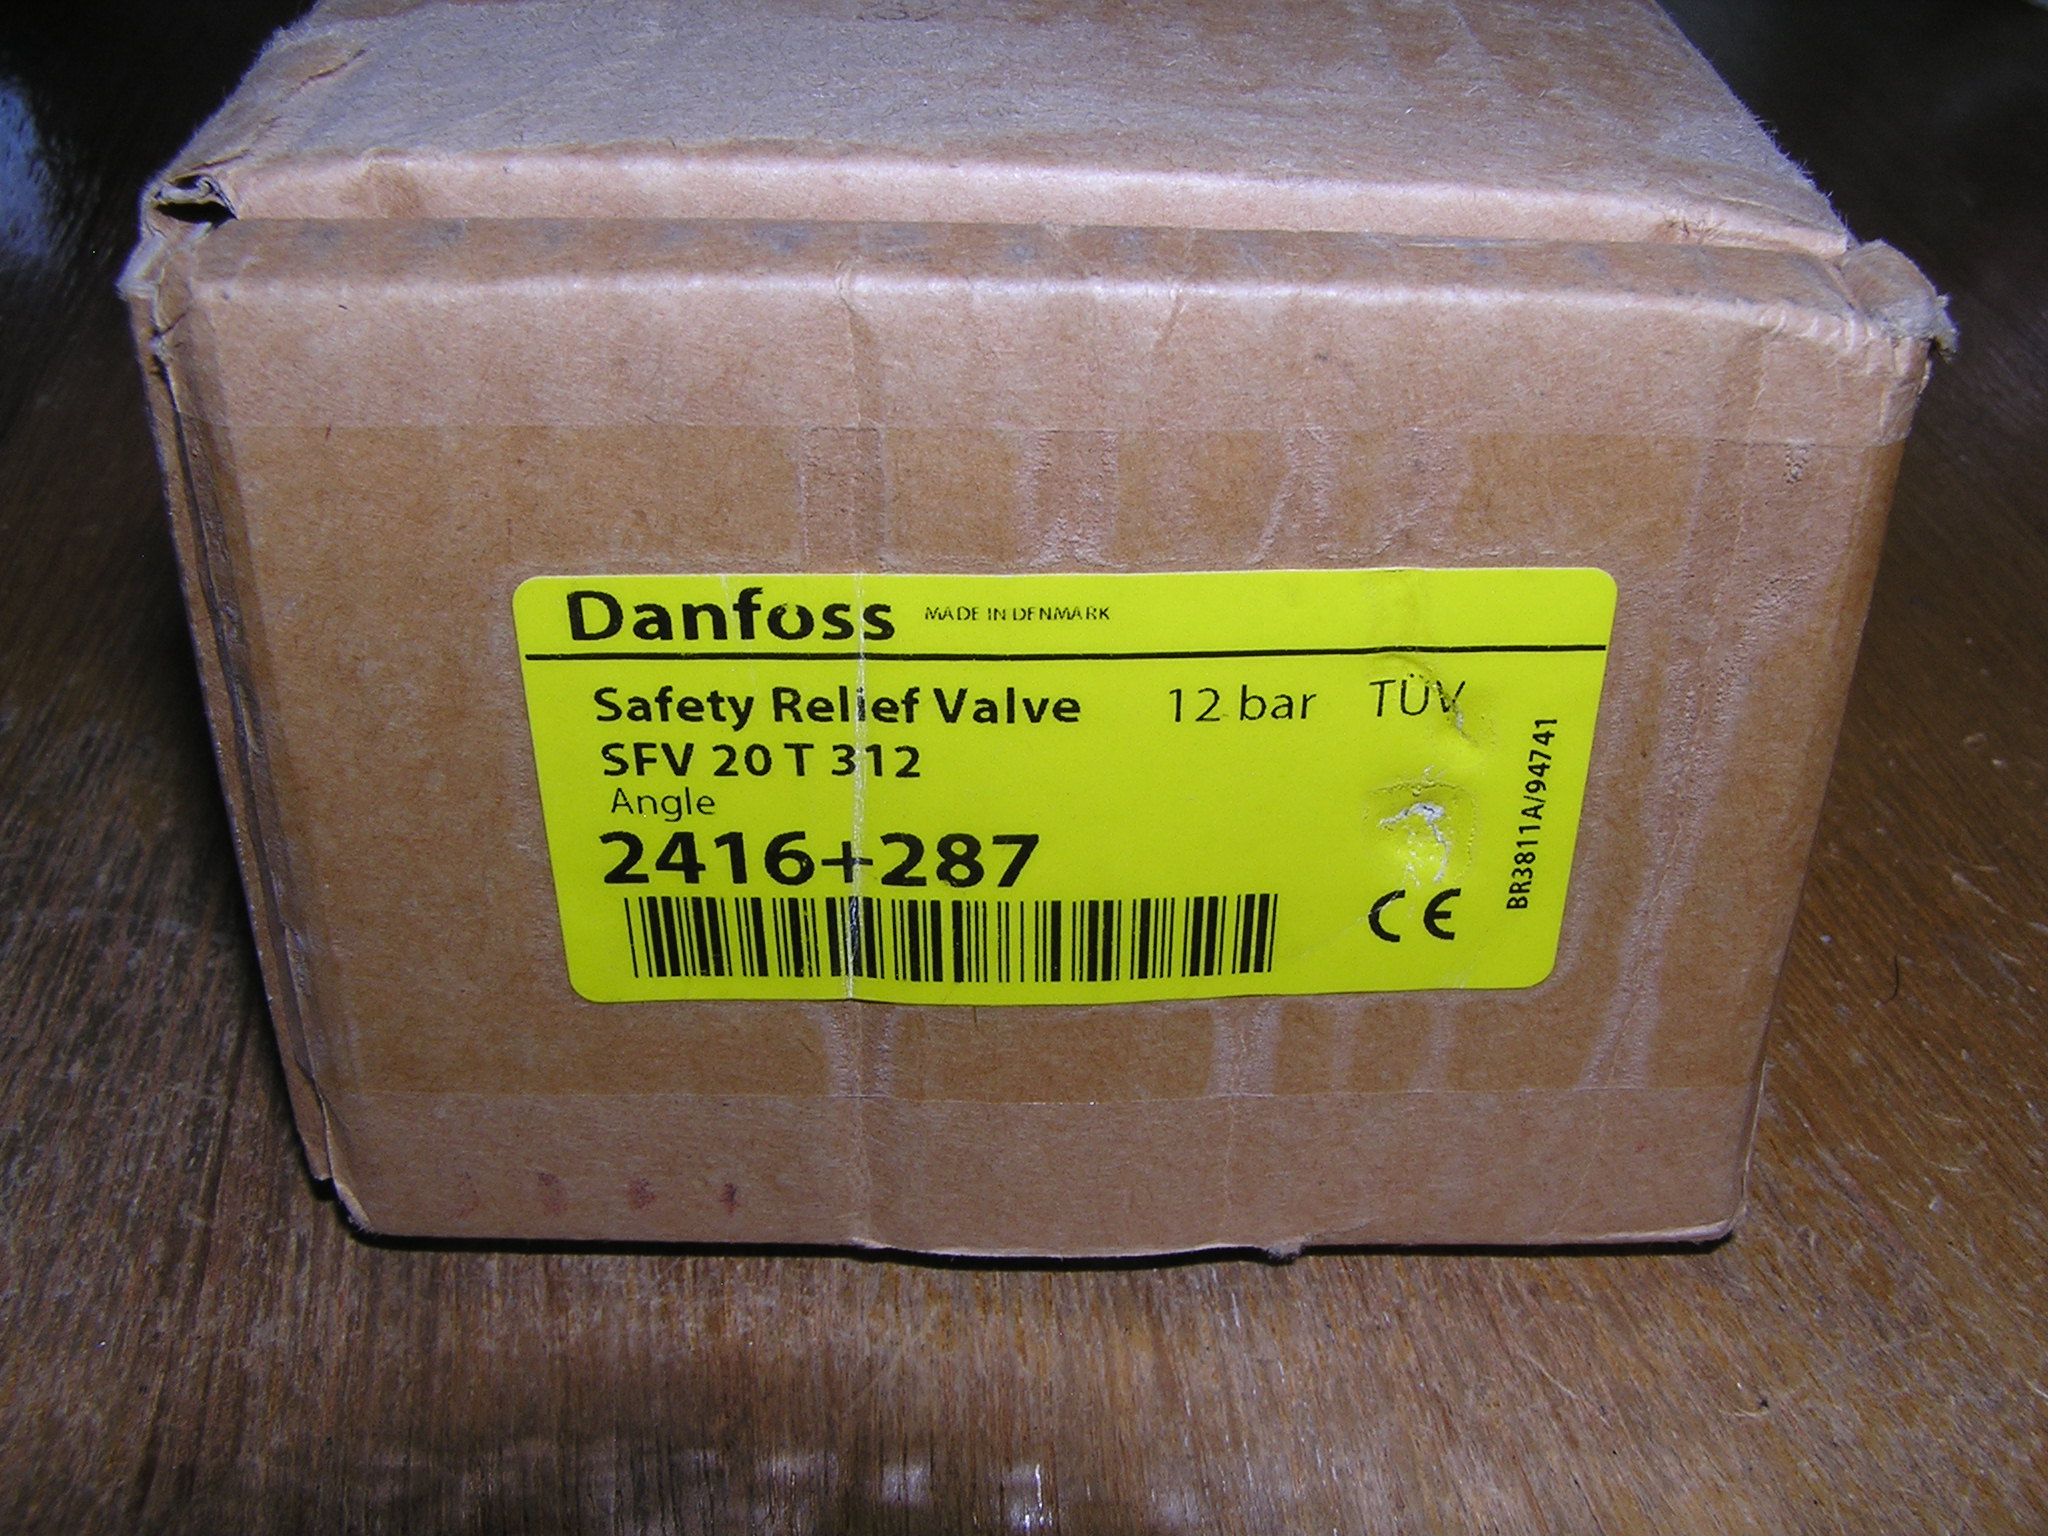 Danfoss MADE IN DENMARK
Safety Relief Valve 12 bar TÜV
SFV 20 T 312
Angle
2416+287
CE
BR3811A/94741